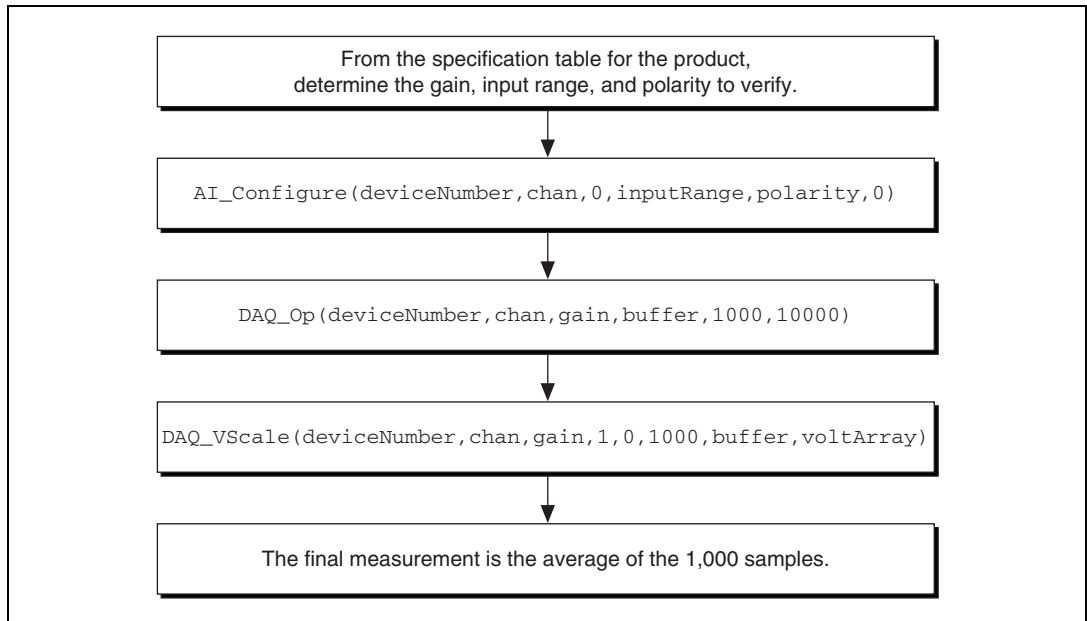 From the specification table for the product,
determine the gain, input range, and polarity to verify.
AI_Configure(deviceNumber,chan,0,inputRange,polarity,0)
DAQ_Op(deviceNumber,chan,gain,buffer,1000,10000)
DAQ_VScale(deviceNumber,chan,gain,1,0,1000,buffer,voltArray)
The final measurement is the average of the 1,000 samples.